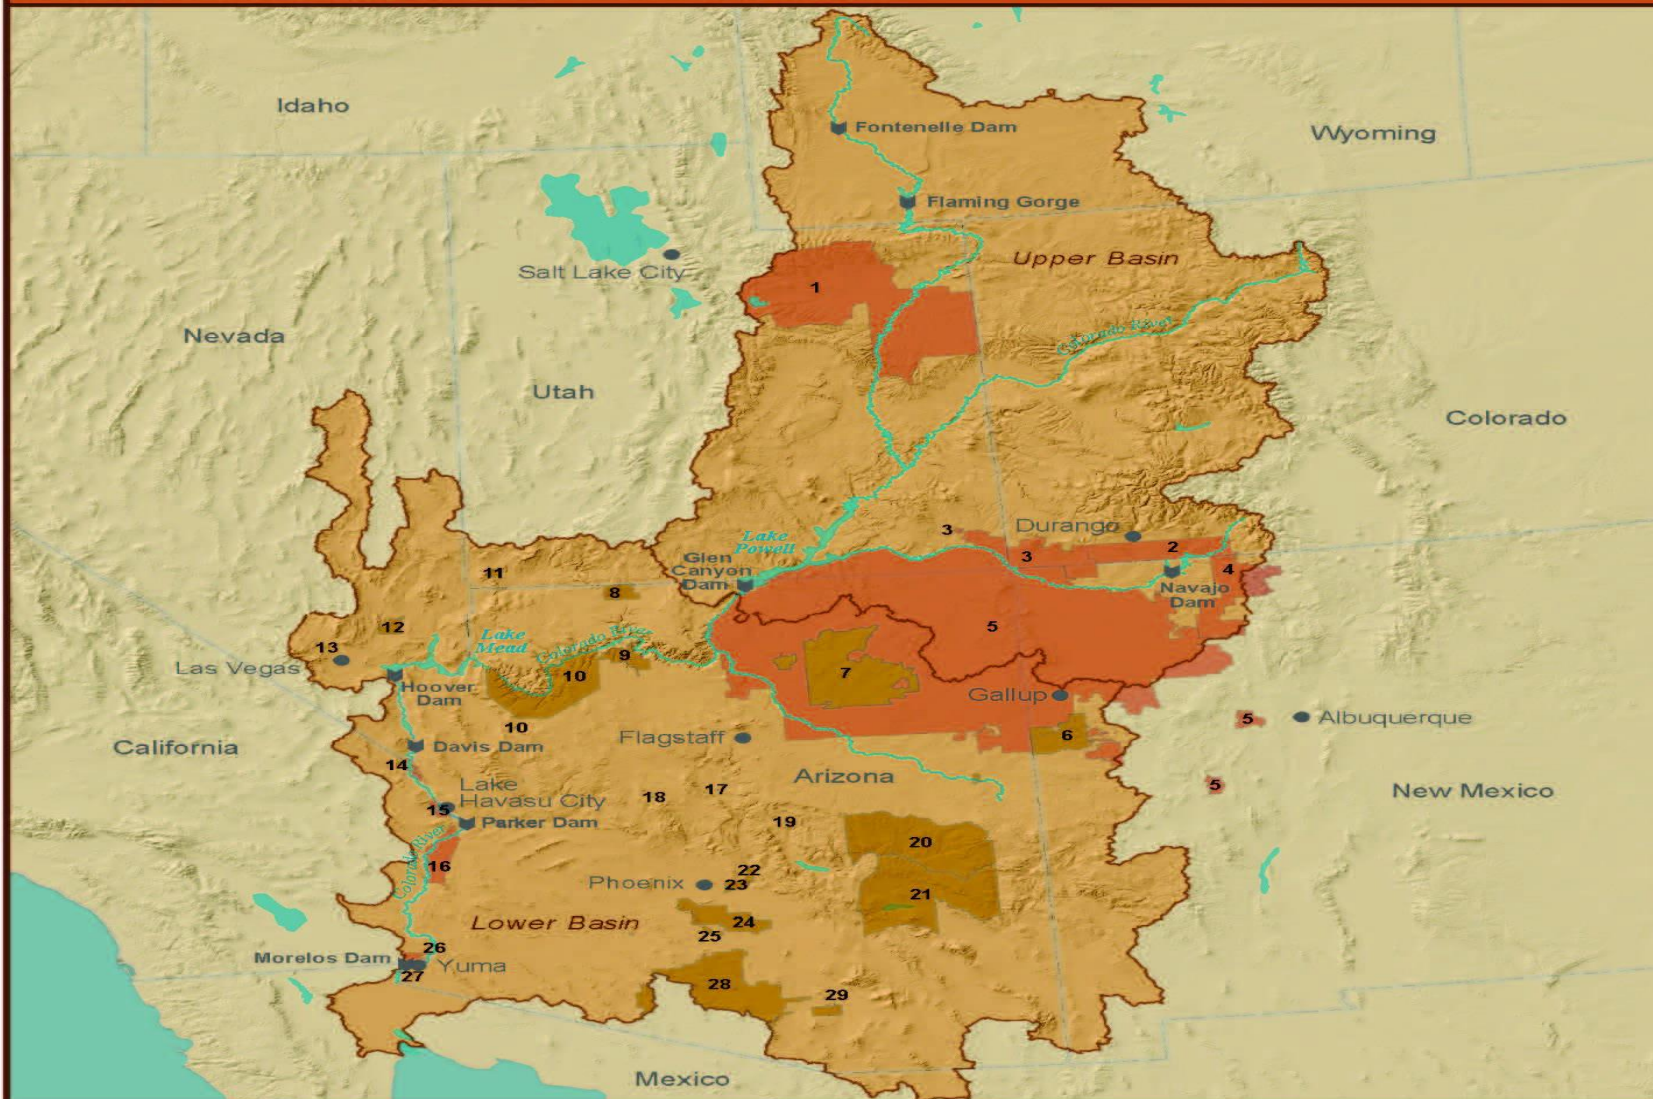 Idaho
Fontenelle Dam
Wyoming
Flaming Gorge
Upper Basin
Salt Lake City
1
Colorado River
Nevada
Utah
Colorado
3
Durango
2
Lake
Powell
3
Glen
Canyon
Dam
4
Navajo
Dam
11
8
5
12
Lake
Mead
Colorado River
13
9
Las Vegas
10
7
Hoover
Dam
Gallup
10
5
Albuquerque
California
Davis Dam
Flagstaff
6
14
Arizona
Lake
Havasu City
17
18
5
New Mexico
15
Parker Dam
19
Colorado River
20
16
22
Phoenix
23
21
Lower Basin
24
25
26
Morelos Dam
Yuma
27
28
29
Mexico